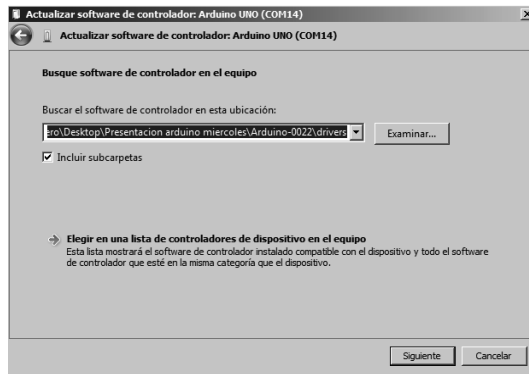 Actualizar software de controlador: Arduino UNO (COM14)
Actualizar software de controlador: Arduino UNO (COM14)
Busque software de controlador en el equipo
Buscar el software de controlador en esta ubicación:
ero\Desktop\Presentacion arduino miercoles\Arduino-0022\drivers
Examinar...
Incluir subcarpetas
Elegir en una lista de controladores de dispositivo en el equipo
Esta lista mostrará el software de controlador instalado compatible con el dispositivo y todo el software
de controlador que esté en la misma categoría que el dispositivo.
Siguiente
Cancelar